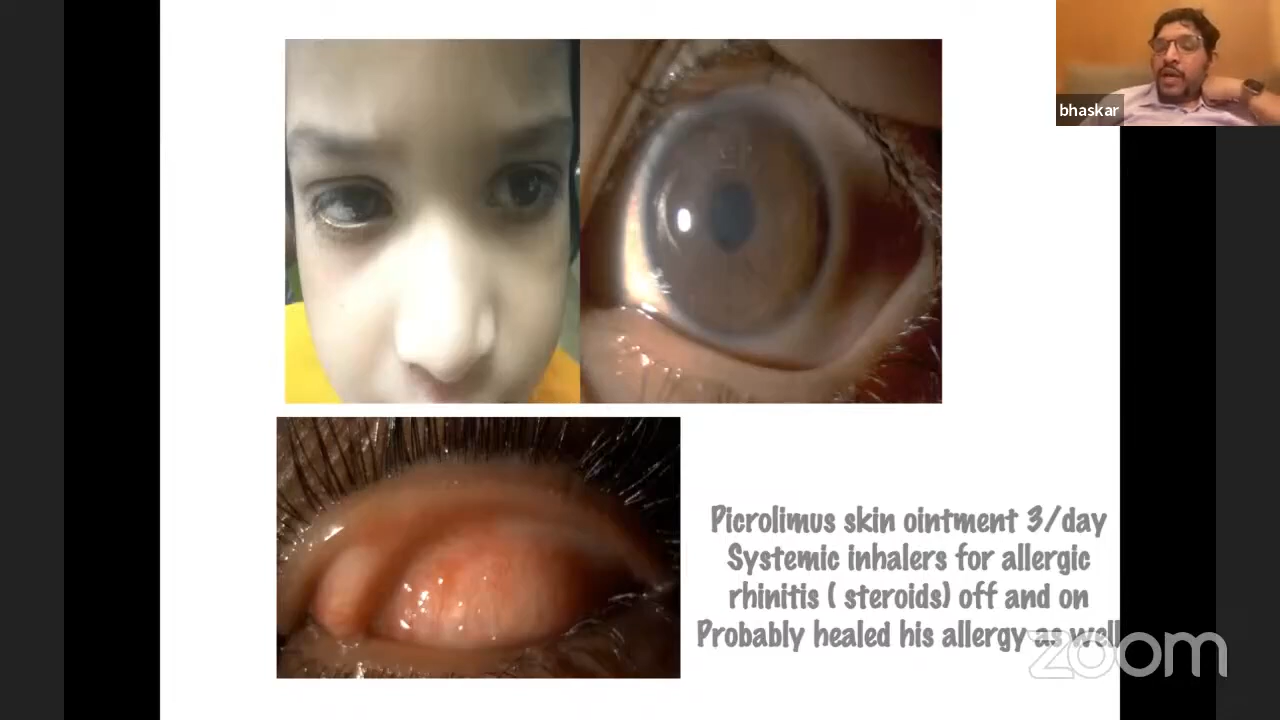 bhaskar
Picrolimus skin ointment 3/day
Systemic inhalers for allergic
rhinitis ( steroids) off and on
Probably healed his allergy as well
zoom